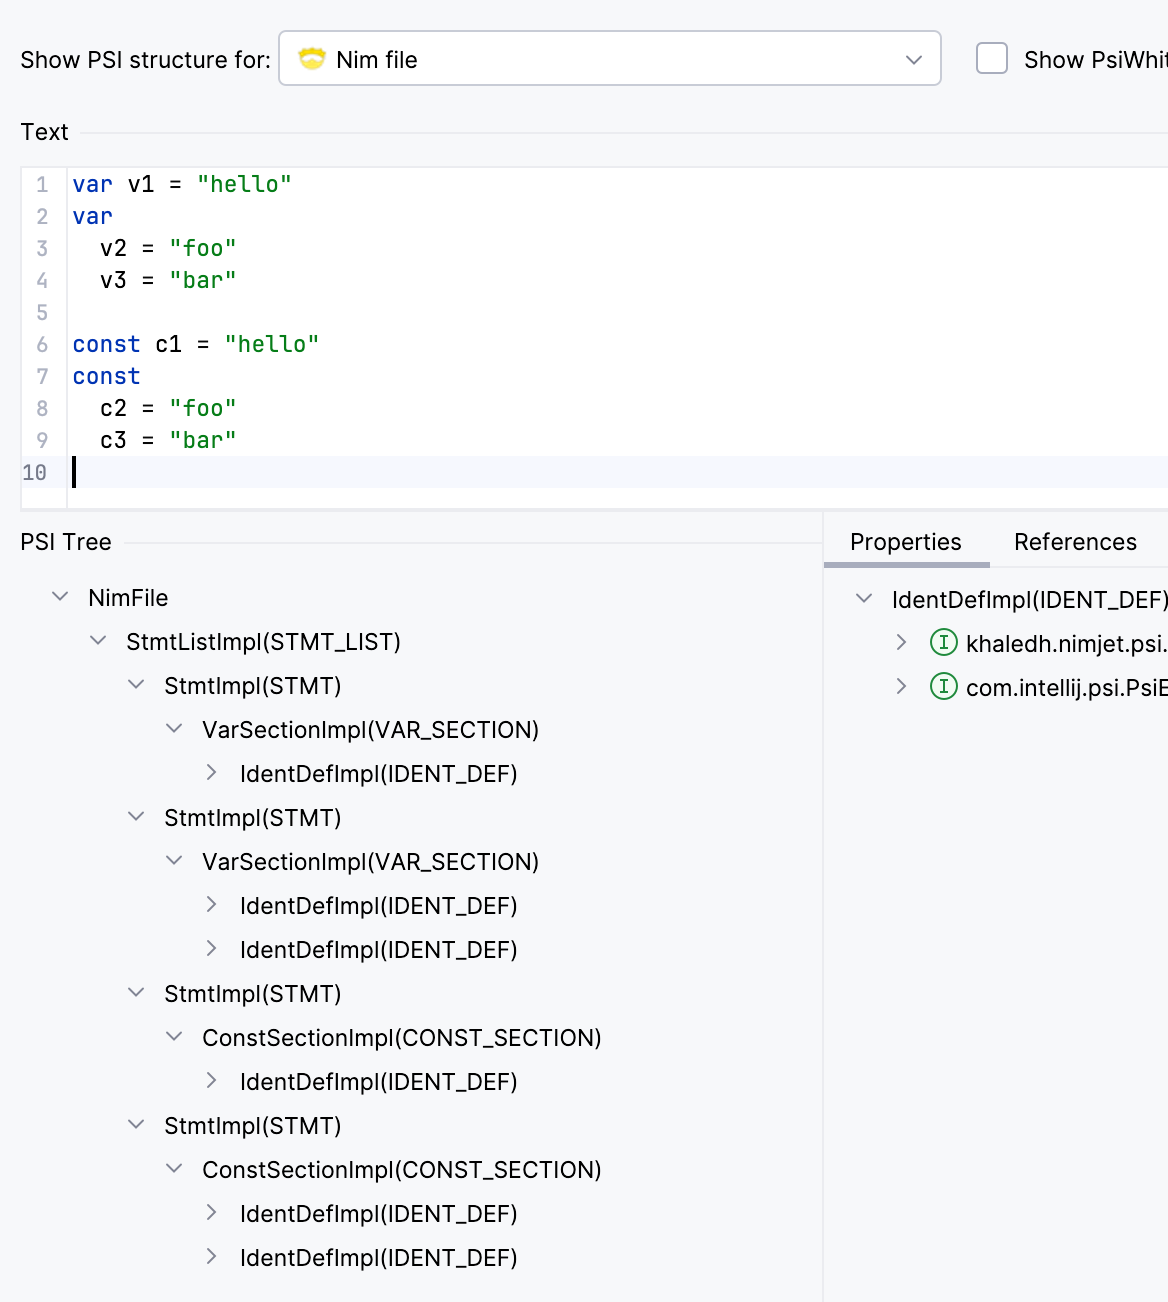 Show PSI structure for: Nim file Show PsiWhit
Text
1 var v1 = "hello"
2 var
3   v2 = "foo"
4   v3 = "bar"
5
6 const c1 = "hello"
7 const
8   c2 = "foo"
9   c3 = "bar"
10
PSI Tree
NimFile
StmtListImpl(STMT_LIST)
StmtImpl(STMT)
VarSectionImpl(VAR_SECTION)
IdentDefImpl(IDENT_DEF)
StmtImpl(STMT)
VarSectionImpl(VAR_SECTION)
IdentDefImpl(IDENT_DEF)
IdentDefImpl(IDENT_DEF)
StmtImpl(STMT)
ConstSectionImpl(CONST_SECTION)
IdentDefImpl(IDENT_DEF)
StmtImpl(STMT)
ConstSectionImpl(CONST_SECTION)
IdentDefImpl(IDENT_DEF)
IdentDefImpl(IDENT_DEF)
Properties References
IdentDefImpl(IDENT_DEF)
I khaledh.nimjet.psi.
I com.intellij.psi.PsiE